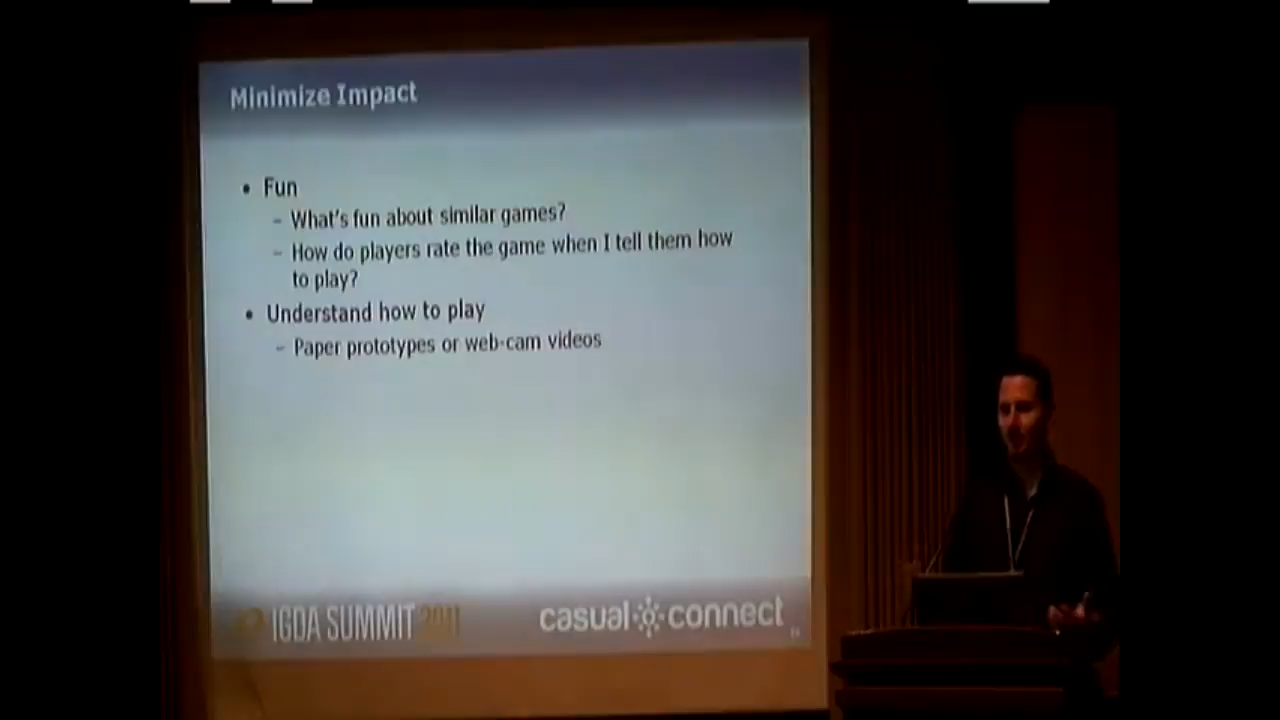 Minimize Impact
• Fun
– What's fun about similar games?
– How do players rate the game when I tell them how
to play?
• Understand how to play
– Paper prototypes or web-cam videos
IGDA SUMMIT 2011
casual connect